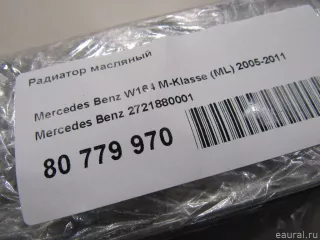 Радиатор масляный
Mercedes Benz W164 M-Klasse (ML) 2005-2011
Mercedes Benz 2721880001
80 779 970
eaural.ru